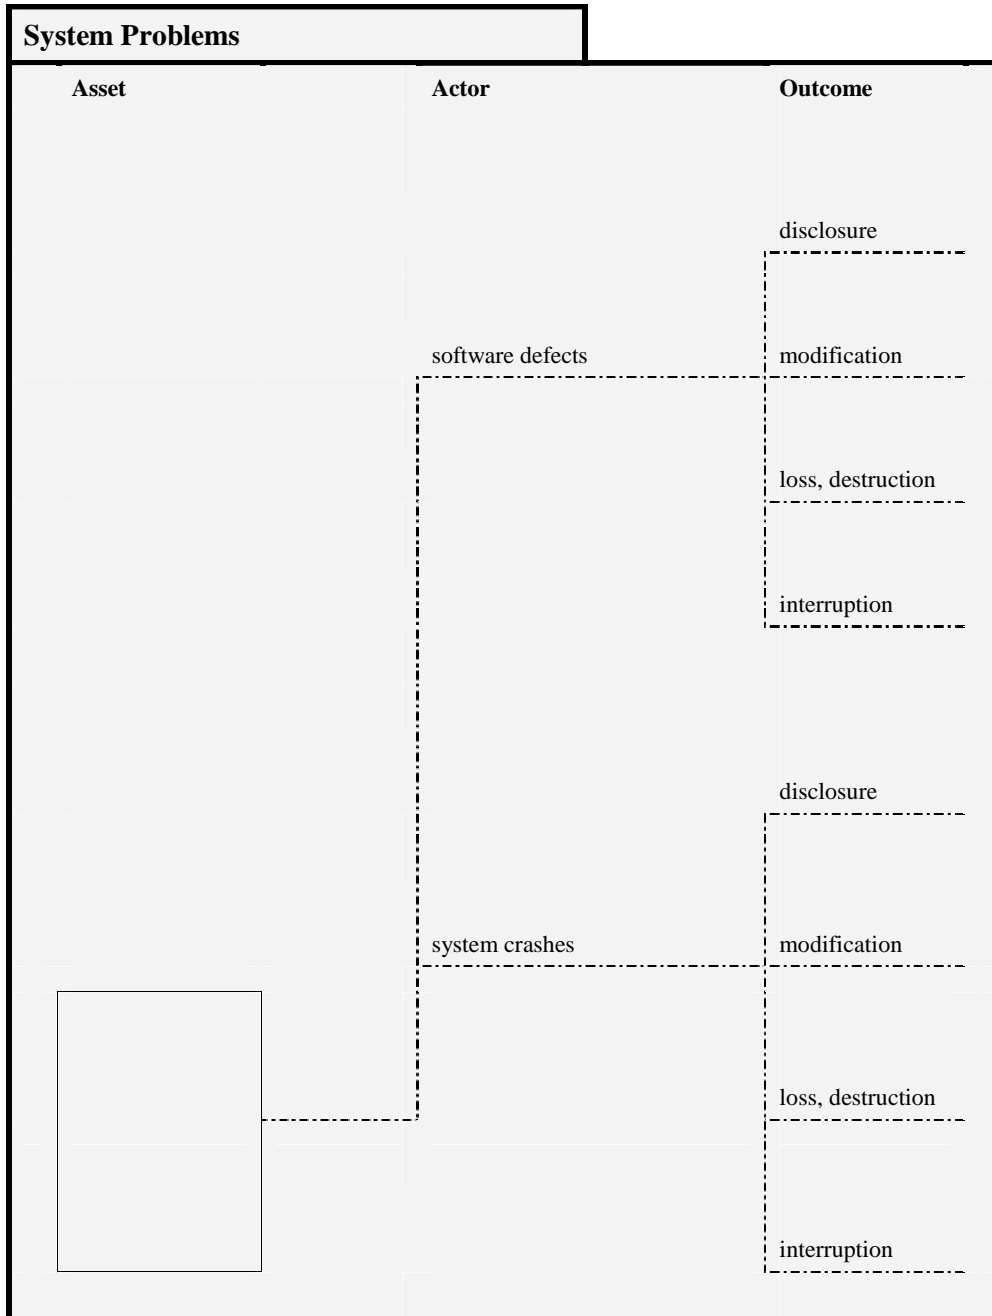 System Problems
Asset Actor Outcome
disclosure
software defects modification
loss, destruction
interruption
disclosure
system crashes modification
loss, destruction
interruption